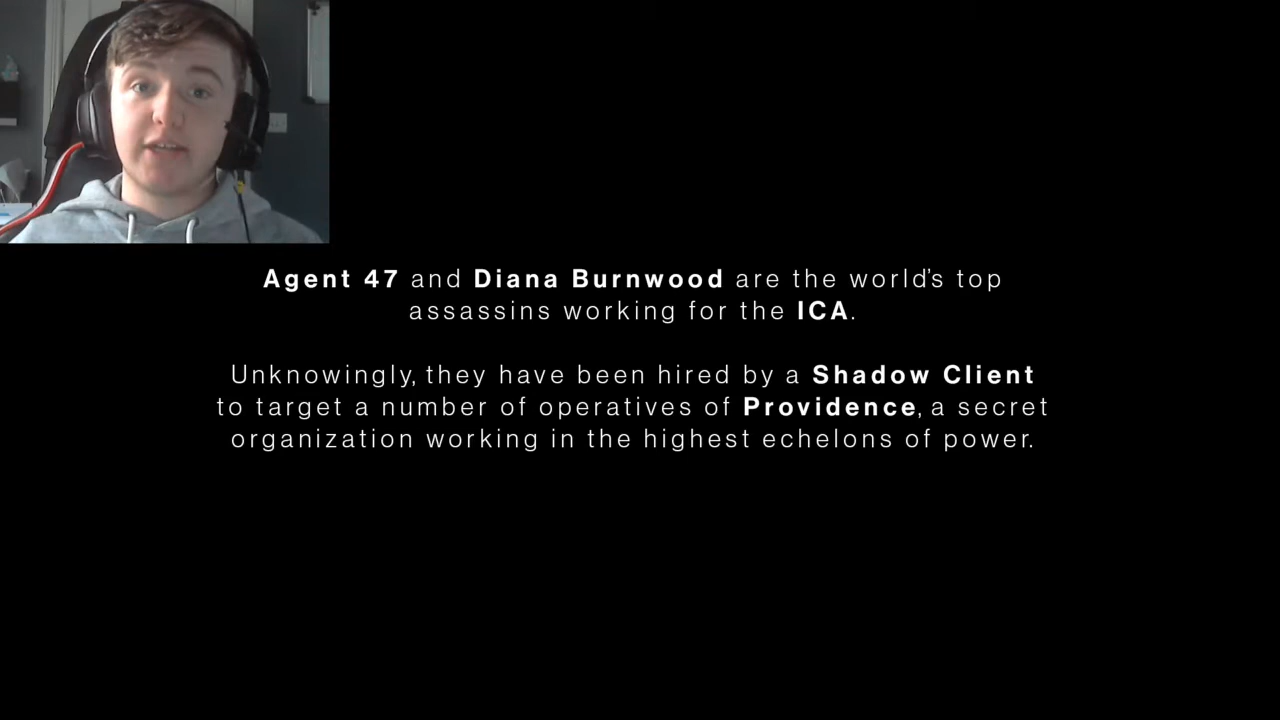 Agent 47 and Diana Burnwood are the world's top
assassins working for the ICA.
Unknowingly, they have been hired by a Shadow Client
to target a number of operatives of Providence, a secret
organization working in the highest echelons of power.